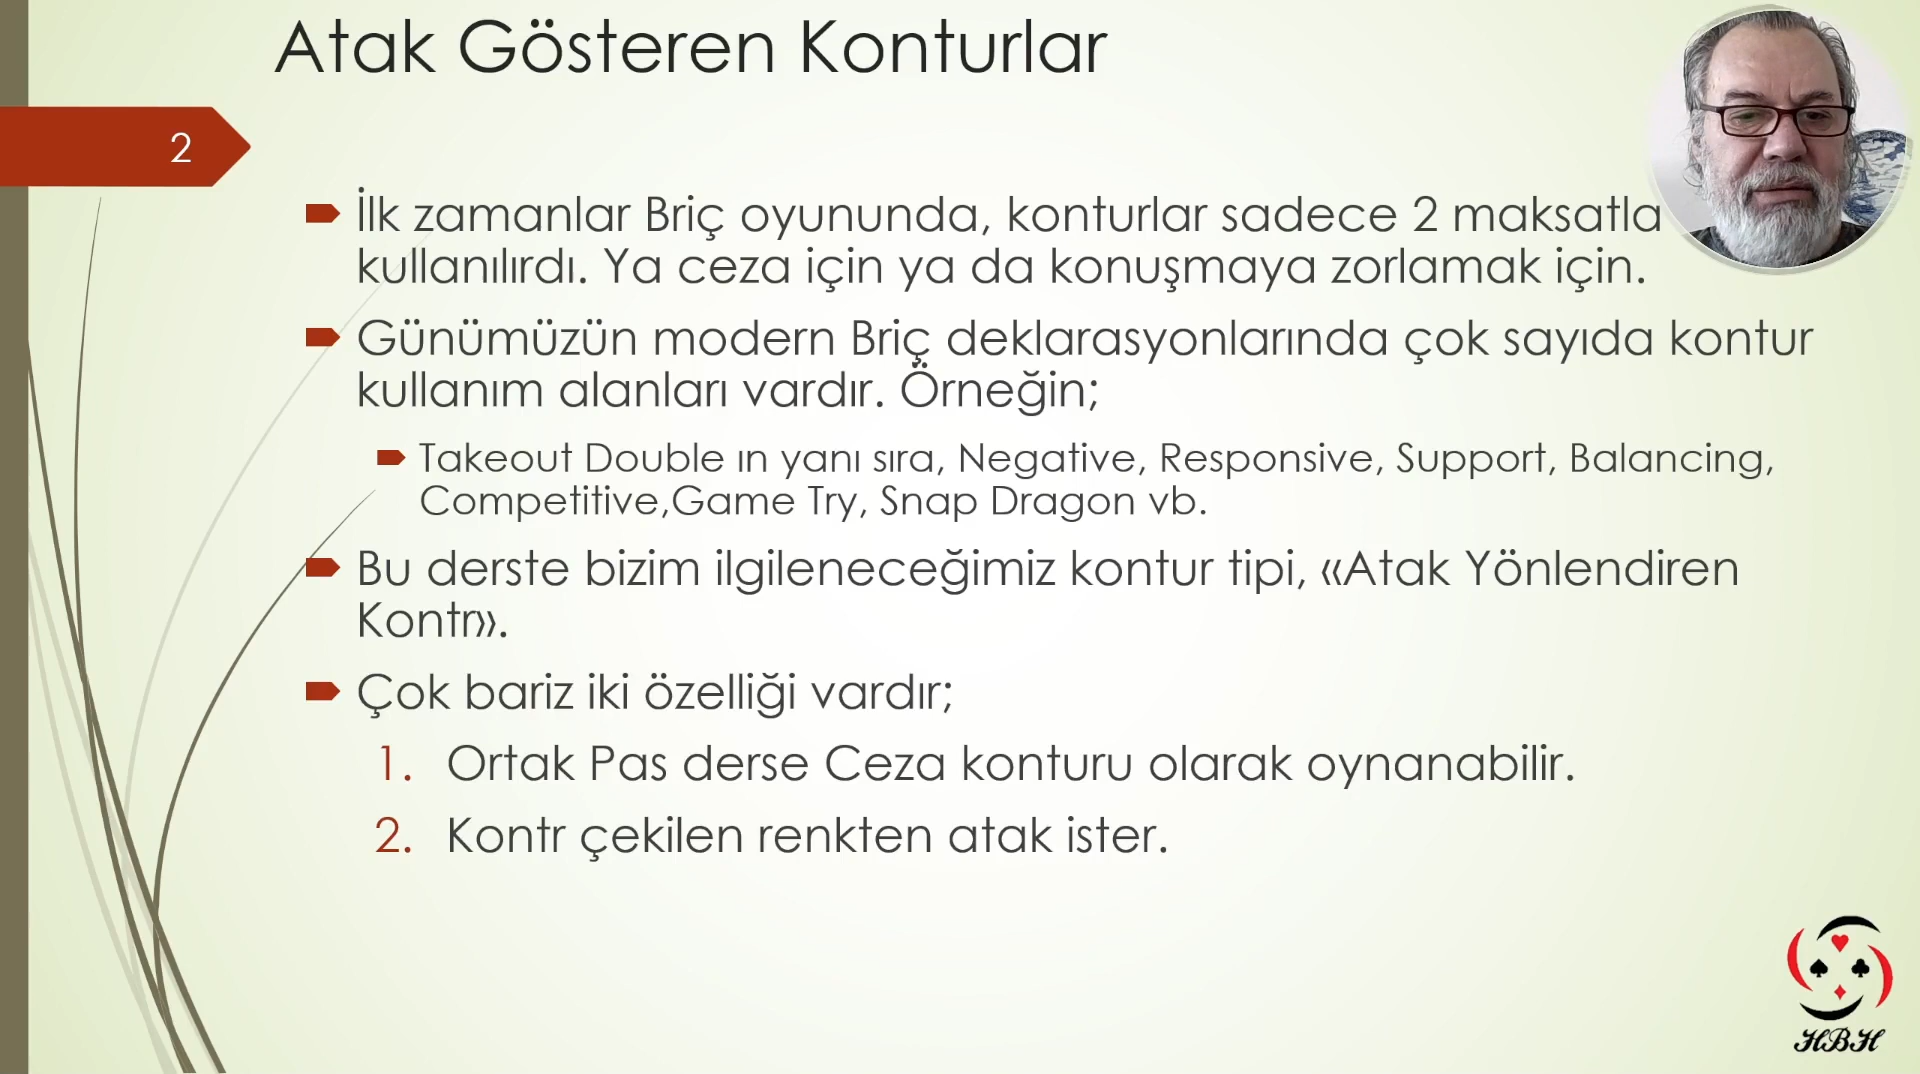 Atak Gösteren Konturlar
2
İlk zamanlar Briç oyununda, konturlar sadece 2 maksatla
kullanılırdı. Ya ceza için ya da konuşmaya zorlamak için.
Günümüzün modern Briç deklarasyonlarında çok sayıda kontur
kullanım alanları vardır. Örneğin;
Takeout Double ın yanı sıra, Negative, Responsive, Support, Balancing,
Competitive,Game Try, Snap Dragon vb.
Bu derste bizim ilgileneceğimiz kontur tipi, «Atak Yönlendiren
Kontr».
Çok bariz iki özelliği vardır;
1. Ortak Pas derse Ceza konturu olarak oynanabilir.
2. Kontr çekilen renkten atak ister.
HBH